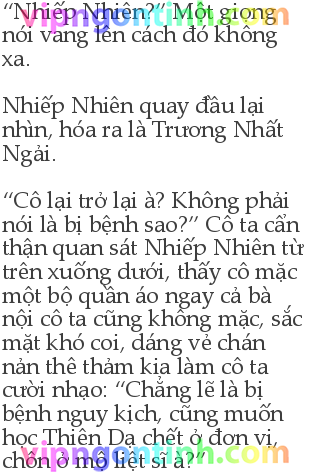 “Nhiếp Nhiên?” Một giọng
nói vang lên cách đó không
xa.
Nhiếp Nhiên quay đầu lại
nhìn, hóa ra là Trương Nhất
Ngải.
“Cô lại trở lại à? Không phải
nói là bị bệnh sao?” Cô ta cẩn
thận quan sát Nhiếp Nhiên từ
trên xuống dưới, thấy cô mặc
một bộ quần áo ngay cả bà
nội cô ta cũng không mặc, sắc
mặt khó coi, dáng vẻ chán
nản thê thảm kia làm cô ta
cười nhạo: “Chẳng lẽ là bị
bệnh nguy kịch, cũng muốn
học Thiên Dạ chết ở đơn vị,
chôn ở mộ liệt sĩ à?”
vipngontinh.com
vipngontinh.com